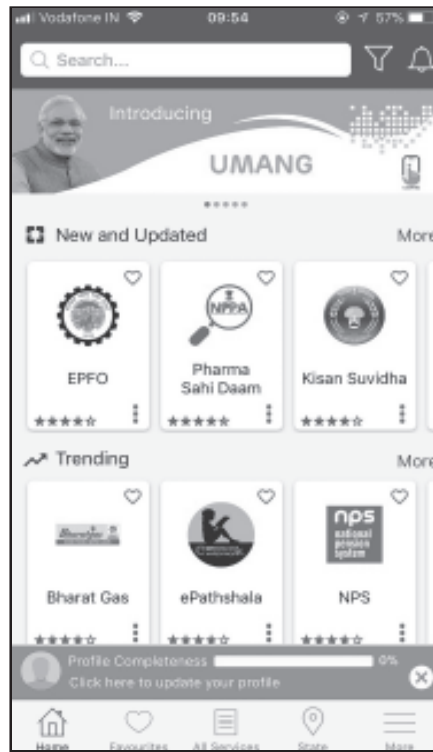 Vodafone IN 09:54 57%
Search...
Introducing
UMANG
New and Updated More
NPPA
EPFO Pharma Sahi Daam Kisan Suvidha
Trending More
nps
national
pension
system
Bharat Gas ePathshala NPS
Profile Completeness 0%
Click here to update your profile
Home Favourites All Services State More